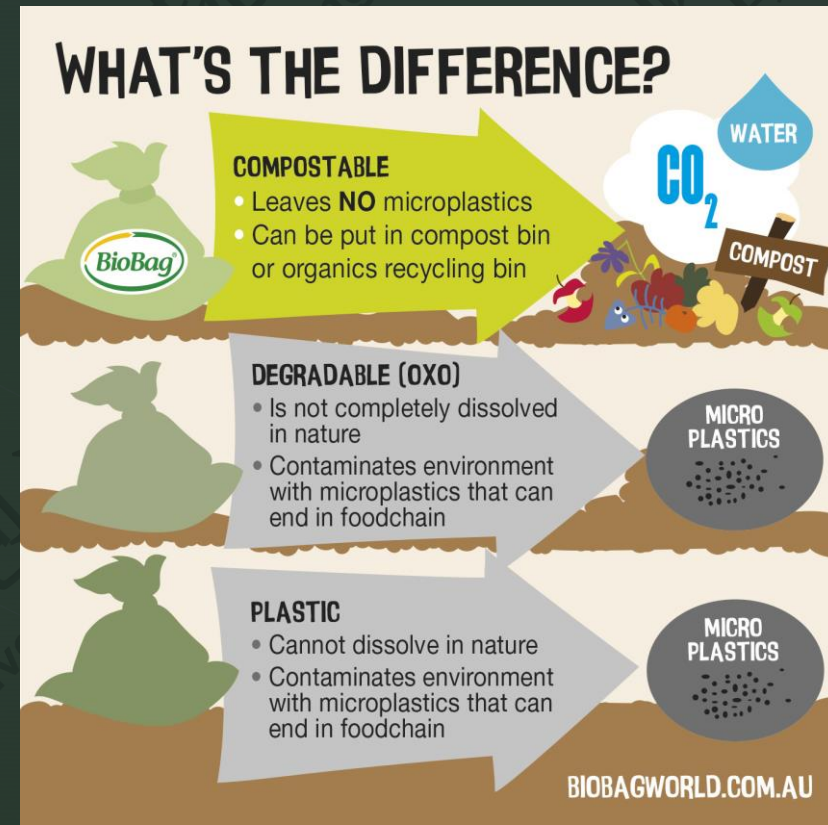 WHAT'S THE DIFFERENCE?
BioBag®
COMPOSTABLE
• Leaves NO microplastics
• Can be put in compost bin
or organics recycling bin
CO₂
WATER
COMPOST
DEGRADABLE (OXO)
• Is not completely dissolved
in nature
• Contaminates environment
with microplastics that can
end in foodchain
MICRO
PLASTICS
PLASTIC
• Cannot dissolve in nature
• Contaminates environment
with microplastics that can
end in foodchain
MICRO
PLASTICS
BIOBAGWORLD.COM.AU